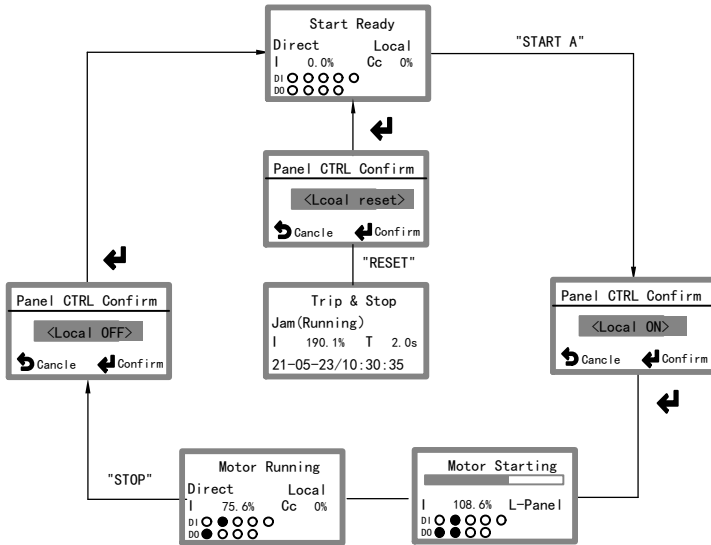 Start Ready
Direct Local
I 0.0% Cc 0%
DI
DO
"START A"
Panel CTRL Confirm
<Lcoal reset>
Cancle Confirm
"RESET"
Trip & Stop
Jam(Running)
I 190.1% T 2.0s
21-05-23/10:30:35
Panel CTRL Confirm
<Local OFF>
Cancle Confirm
Panel CTRL Confirm
<Local ON>
Cancle Confirm
"STOP"
Motor Running
Direct Local
I 75.6% Cc 0%
DI
DO
Motor Starting
I 108.6% L-Panel
DI
DO